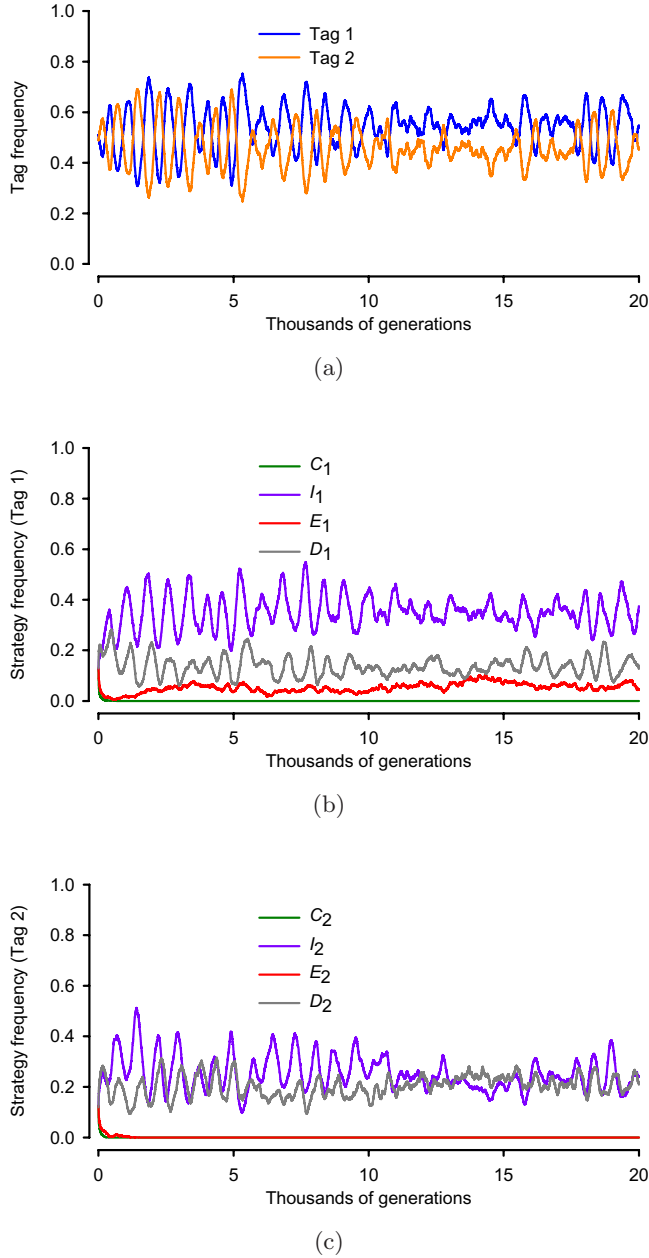 1.0
0.8
0.6
0.4
0.2
0.0
Tag frequency
Tag 1
Tag 2
0 5 10 15 20
Thousands of generations
(a)
1.0
0.8
0.6
0.4
0.2
0.0
Strategy frequency (Tag 1)
C1
I1
E1
D1
0 5 10 15 20
Thousands of generations
(b)
1.0
0.8
0.6
0.4
0.2
0.0
Strategy frequency (Tag 2)
C2
I2
E2
D2
0 5 10 15 20
Thousands of generations
(c)